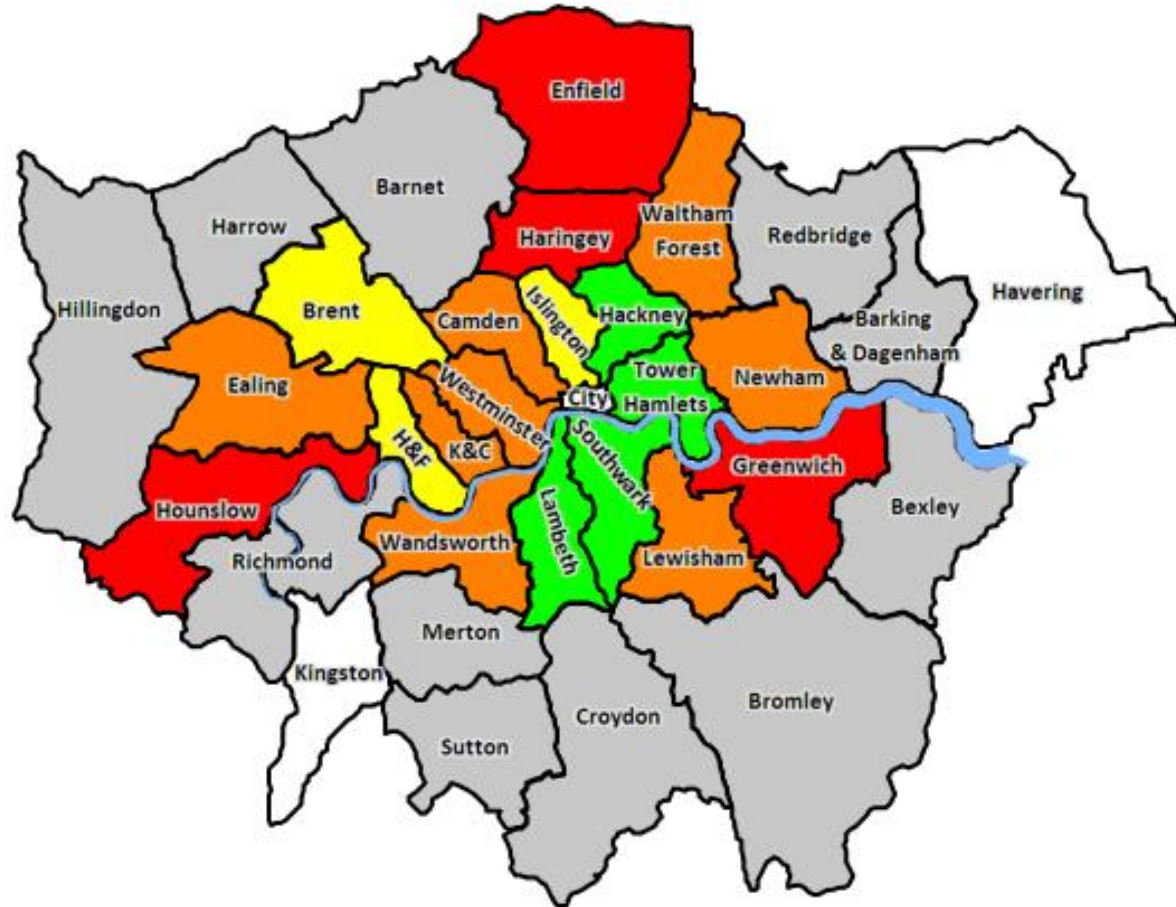 Enfield
Barnet
Harrow
Haringey
Waltham
Forest
Redbridge
Hillingdon
Brent
Camden
Islington
Hackney
Havering
Barking
& Dagenham
Ealing
Westminster
City
Tower
Hamlets
Newham
H&F
K&C
Southwark
Greenwich
Hounslow
Lambeth
Bexley
Richmond
Wandsworth
Lewisham
Merton
Kingston
Croydon
Bromley
Sutton